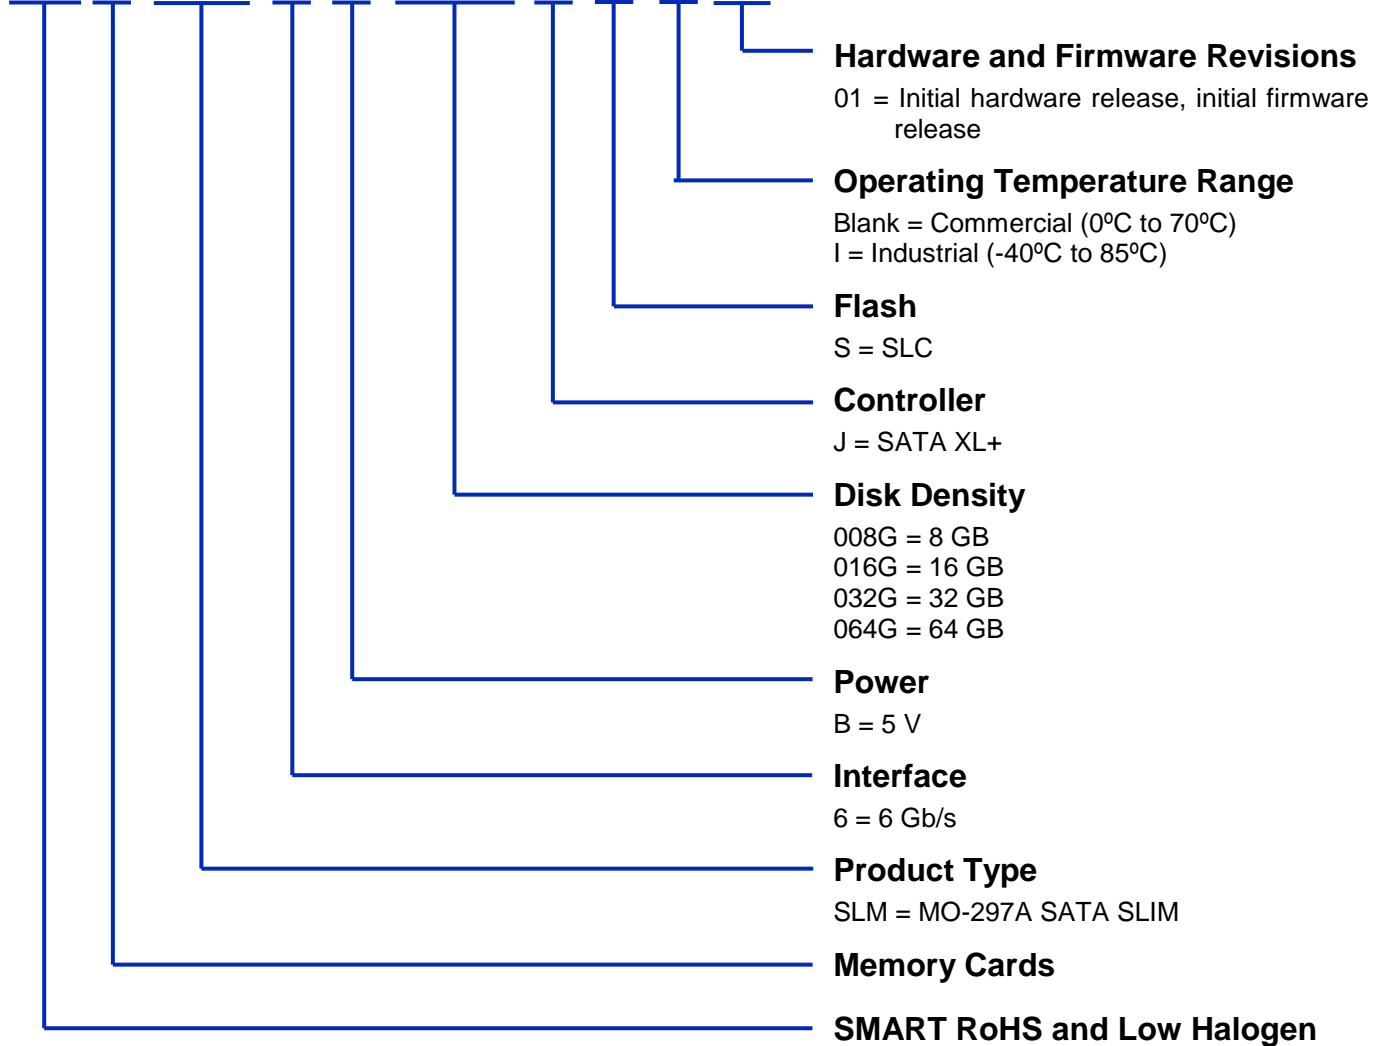 Hardware and Firmware Revisions
01 = Initial hardware release, initial firmware
release
Operating Temperature Range
Blank = Commercial (0ºC to 70ºC)
I = Industrial (-40ºC to 85ºC)
Flash
S = SLC
Controller
J = SATA XL+
Disk Density
008G = 8 GB
016G = 16 GB
032G = 32 GB
064G = 64 GB
Power
B = 5 V
Interface
6 = 6 Gb/s
Product Type
SLM = MO-297A SATA SLIM
Memory Cards
SMART RoHS and Low Halogen